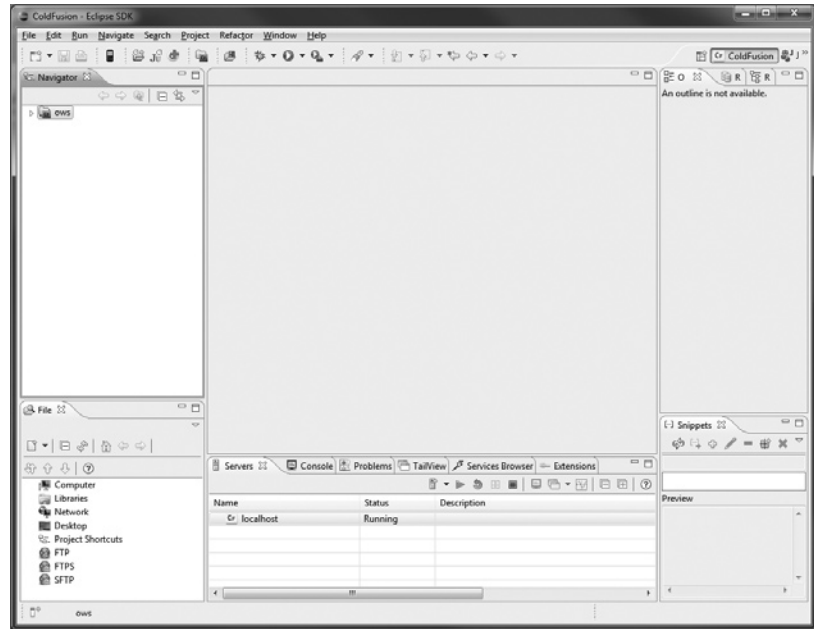 ColdFusion - Eclipse SDK
File Edit Run Navigate Search Project Refactor Window Help
Cf ColdFusion J
Navigator
ows
O R R
An outline is not available.
File
Computer
Libraries
Network
Desktop
Project Shortcuts
FTP
FTPS
SFTP
Servers Console Problems TailView Services Browser Extensions
Name Status Description
Cf localhost Running
Snippets
Preview
ows